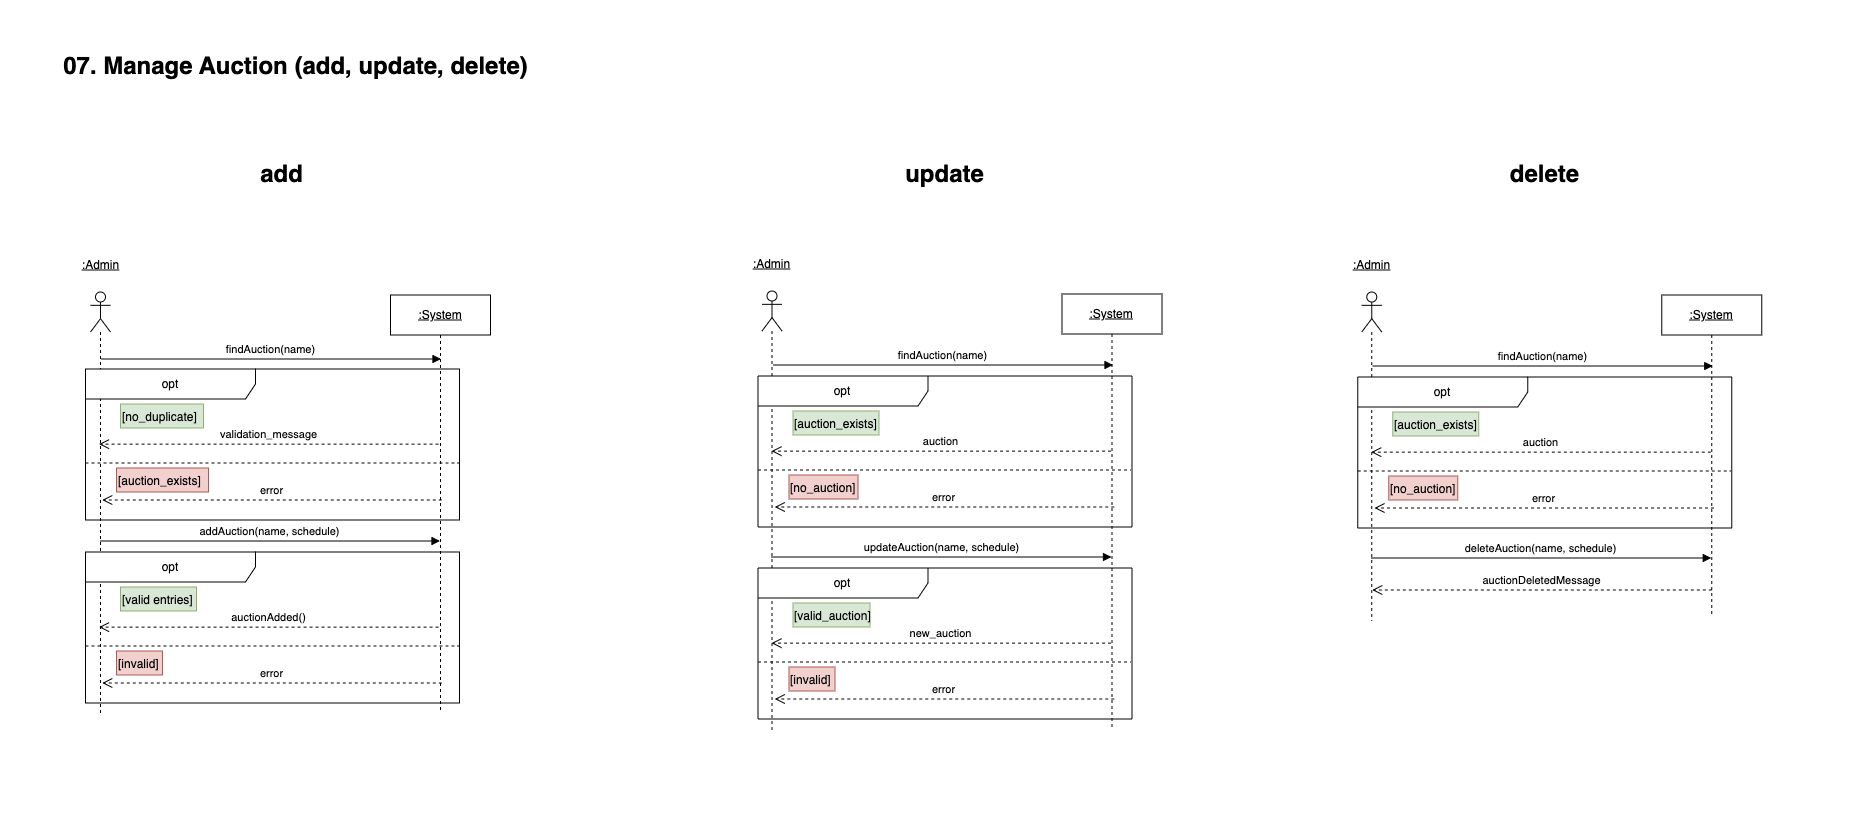 07. Manage Auction (add, update, delete)
add
:Admin
:System
findAuction(name)
opt
[no_duplicate]
validation_message
[auction_exists]
error
addAuction(name, schedule)
opt
[valid entries]
auctionAdded()
[invalid]
error
update
:Admin
:System
findAuction(name)
opt
[auction_exists]
auction
[no_auction]
error
updateAuction(name, schedule)
opt
[valid_auction]
new_auction
[invalid]
error
delete
:Admin
:System
findAuction(name)
opt
[auction_exists]
auction
[no_auction]
error
deleteAuction(name, schedule)
auctionDeletedMessage